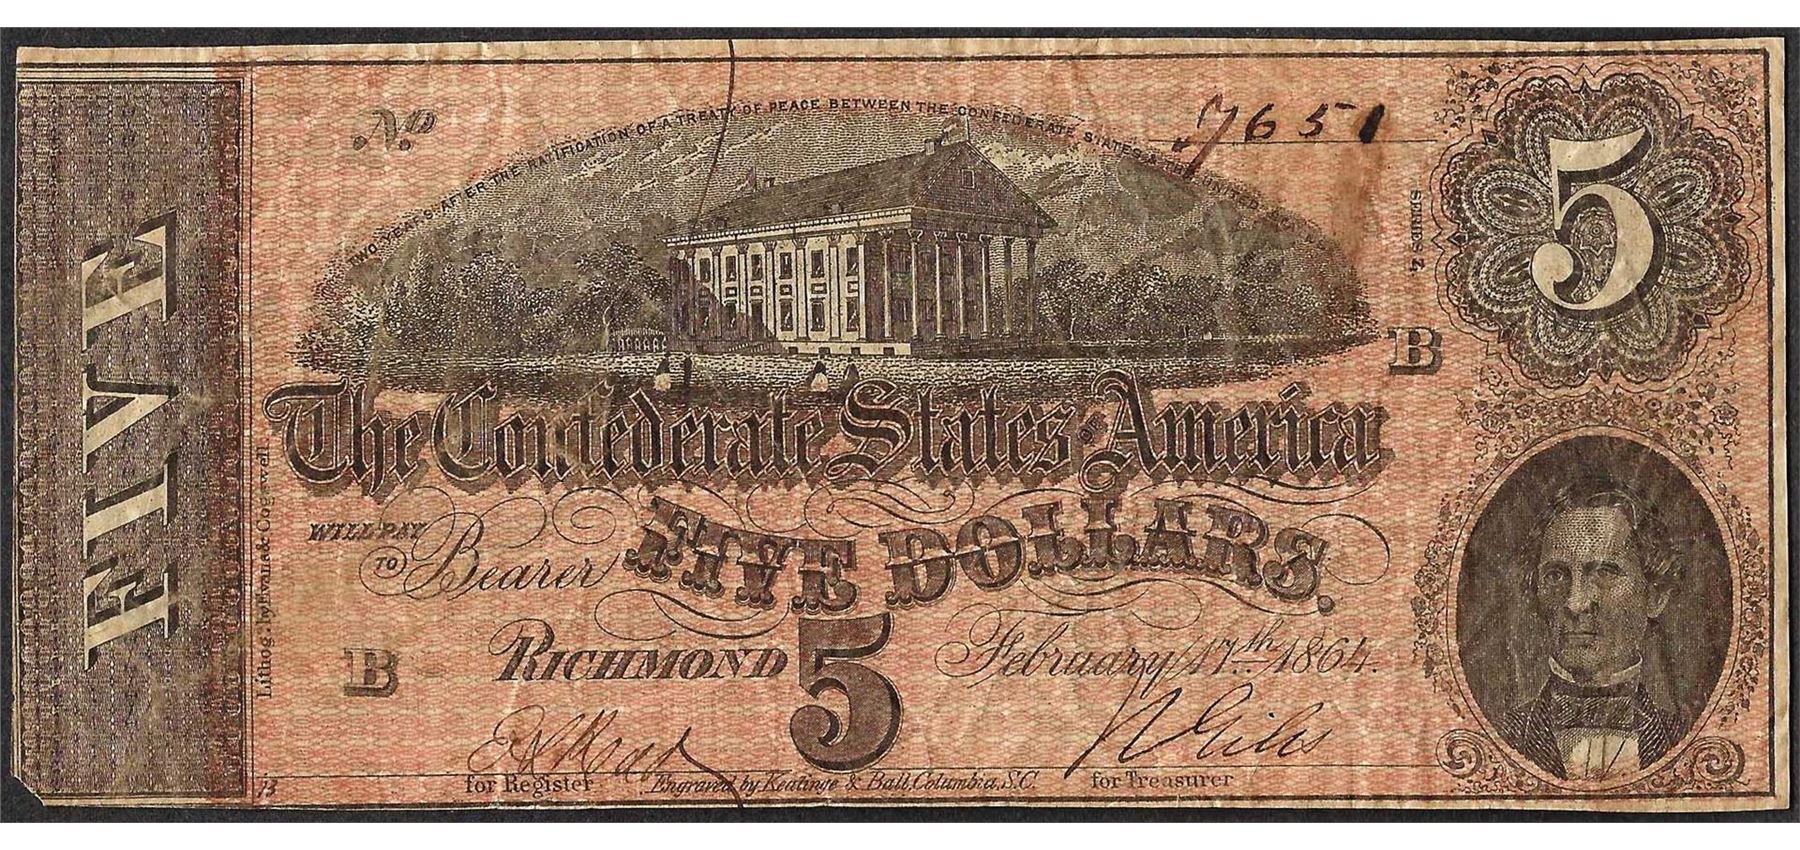 No
7651
TWO YEARS AFTER THE RATIFICATION OF A TREATY OF PEACE BETWEEN THE CONFEDERATE STATES & THE UNITED STATES
5
2 SERIES
B
FIVE
The Confederate States OF America
WILL PAY
TO Bearer FIVE DOLLARS.
B
RICHMOND 5 February 17th 1864.
for Register
Engraved by Keatinge & Ball, Columbia, S.C.
for Treasurer
Lithog. by Evans & Cogswell